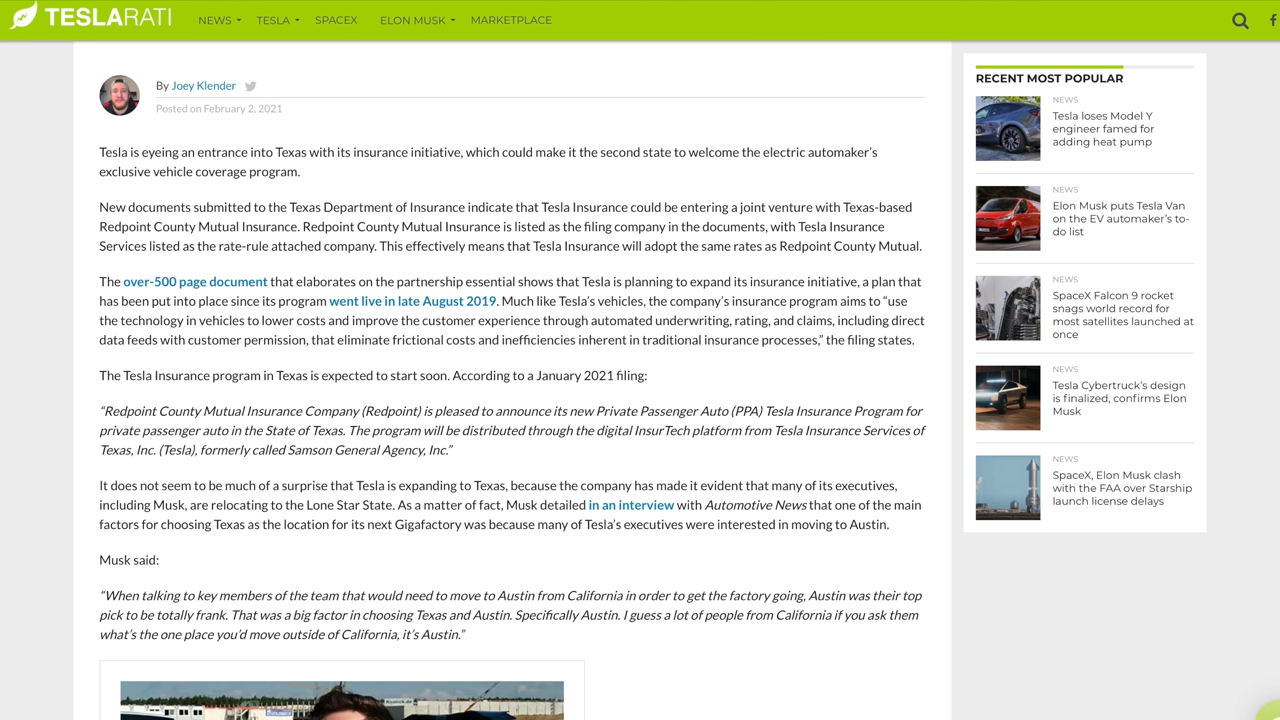 TESLARATI
NEWS TESLA SPACEX ELON MUSK MARKETPLACE
By Joey Klender
Posted on February 2, 2021
Tesla is eyeing an entrance into Texas with its insurance initiative, which could make it the second state to welcome the electric automaker’s
exclusive vehicle coverage program.
New documents submitted to the Texas Department of Insurance indicate that Tesla Insurance could be entering a joint venture with Texas-based
Redpoint County Mutual Insurance. Redpoint County Mutual Insurance is listed as the filing company in the documents, with Tesla Insurance
Services listed as the rate-rule attached company. This effectively means that Tesla Insurance will adopt the same rates as Redpoint County Mutual.
The over-500 page document that elaborates on the partnership essential shows that Tesla is planning to expand its insurance initiative, a plan that
has been put into place since its program went live in late August 2019. Much like Tesla’s vehicles, the company’s insurance program aims to “use
the technology in vehicles to lower costs and improve the customer experience through automated underwriting, rating, and claims, including direct
data feeds with customer permission, that eliminate frictional costs and inefficiencies inherent in traditional insurance processes,” the filing states.
The Tesla Insurance program in Texas is expected to start soon. According to a January 2021 filing:
“Redpoint County Mutual Insurance Company (Redpoint) is pleased to announce its new Private Passenger Auto (PPA) Tesla Insurance Program for
private passenger auto in the State of Texas. The program will be distributed through the digital InsurTech platform from Tesla Insurance Services of
Texas, Inc. (Tesla), formerly called Samson General Agency, Inc.”
It does not seem to be much of a surprise that Tesla is expanding to Texas, because the company has made it evident that many of its executives,
including Musk, are relocating to the Lone Star State. As a matter of fact, Musk detailed in an interview with Automotive News that one of the main
factors for choosing Texas as the location for its next Gigafactory was because many of Tesla’s executives were interested in moving to Austin.
Musk said:
“When talking to key members of the team that would need to move to Austin from California in order to get the factory going, Austin was their top
pick to be totally frank. That was a big factor in choosing Texas and Austin. Specifically Austin. I guess a lot of people from California if you ask them
what’s the one place you’d move outside of California, it’s Austin.”
RECENT MOST POPULAR
NEWS
Tesla loses Model Y
engineer famed for
adding heat pump
NEWS
Elon Musk puts Tesla Van
on the EV automaker’s to-
do list
NEWS
SpaceX Falcon 9 rocket
snags world record for
most satellites launched at
once
NEWS
Tesla Cybertruck’s design
is finalized, confirms Elon
Musk
NEWS
SpaceX, Elon Musk clash
with the FAA over Starship
launch license delays